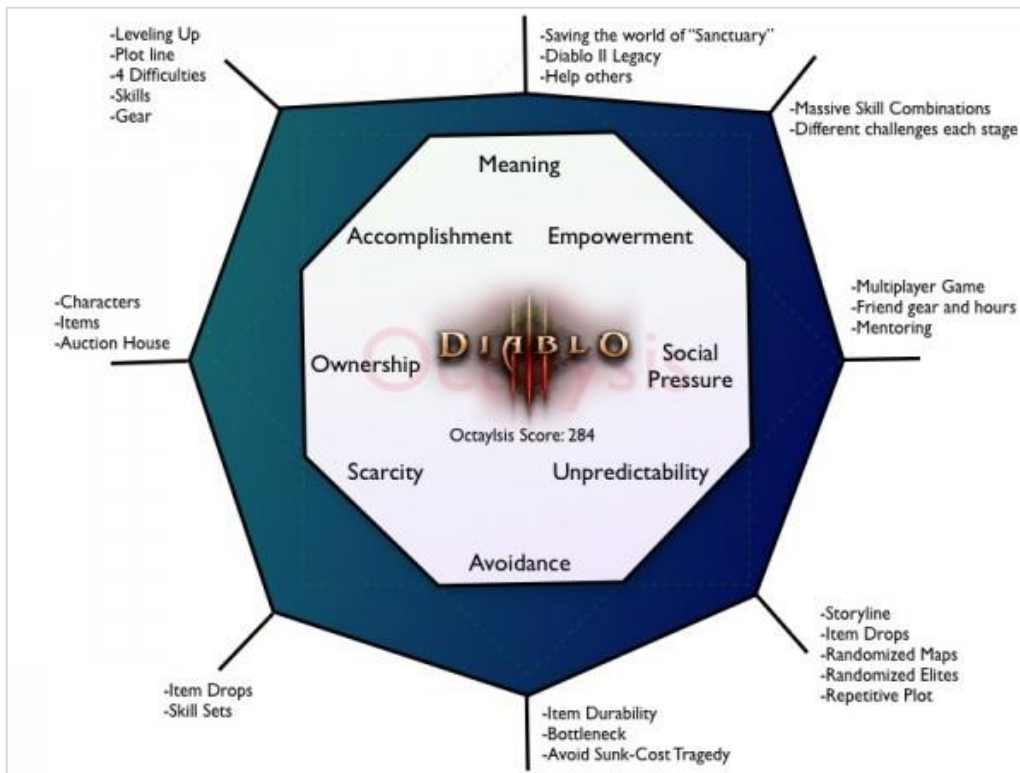 -Leveling Up
-Plot line
-4 Difficulties
-Skills
-Gear
-Saving the world of "Sanctuary"
-Diablo II Legacy
-Help others
-Massive Skill Combinations
-Different challenges each stage
Meaning
Accomplishment
Empowerment
-Characters
-Items
-Auction House
-Multiplayer Game
-Friend gear and hours
-Mentoring
Ownership
DIABLO
Octalysis
Social
Pressure
Octaylsis Score: 284
Scarcity
Unpredictability
Avoidance
-Item Drops
-Skill Sets
-Item Durability
-Bottleneck
-Avoid Sunk-Cost Tragedy
-Storyline
-Item Drops
-Randomized Maps
-Randomized Elites
-Repetitive Plot